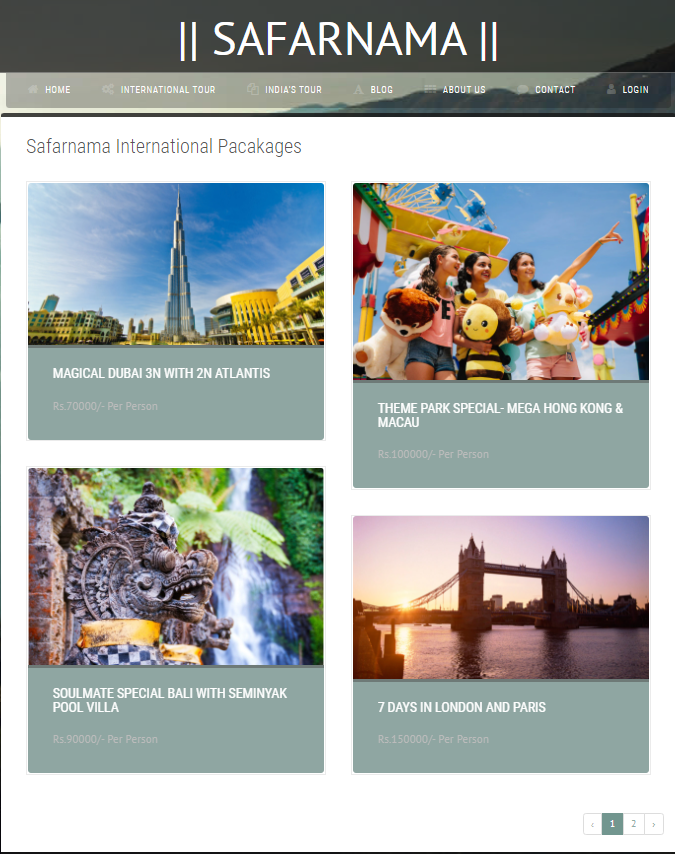 || SAFARNAMA ||
HOME INTERNATIONAL TOUR INDIA'S TOUR BLOG ABOUT US CONTACT LOGIN
Safarnama International Pacakages
MAGICAL DUBAI 3N WITH 2N ATLANTIS
Rs.70000/- Per Person
THEME PARK SPECIAL- MEGA HONG KONG &
MACAU
Rs.100000/- Per Person
SOULMATE SPECIAL BALI WITH SEMINYAK
POOL VILLA
Rs.90000/- Per Person
7 DAYS IN LONDON AND PARIS
Rs.150000/- Per Person
‹ 1 2 ›